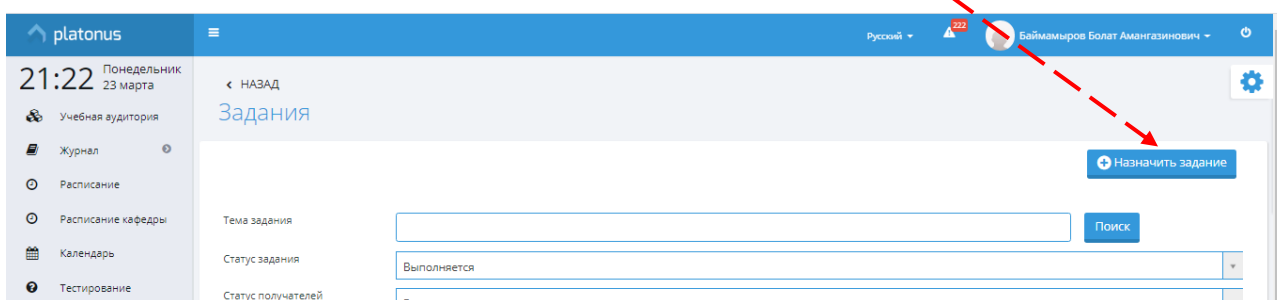 platonus
Русский
222
Баймамыров Болат Амангазинович
21:22 Понедельник
23 марта
Учебная аудитория
Журнал
Расписание
Расписание кафедры
Календарь
Тестирование
НАЗАД
Задания
Назначить задание
Тема задания
Поиск
Статус задания
Выполняется
Статус получателей